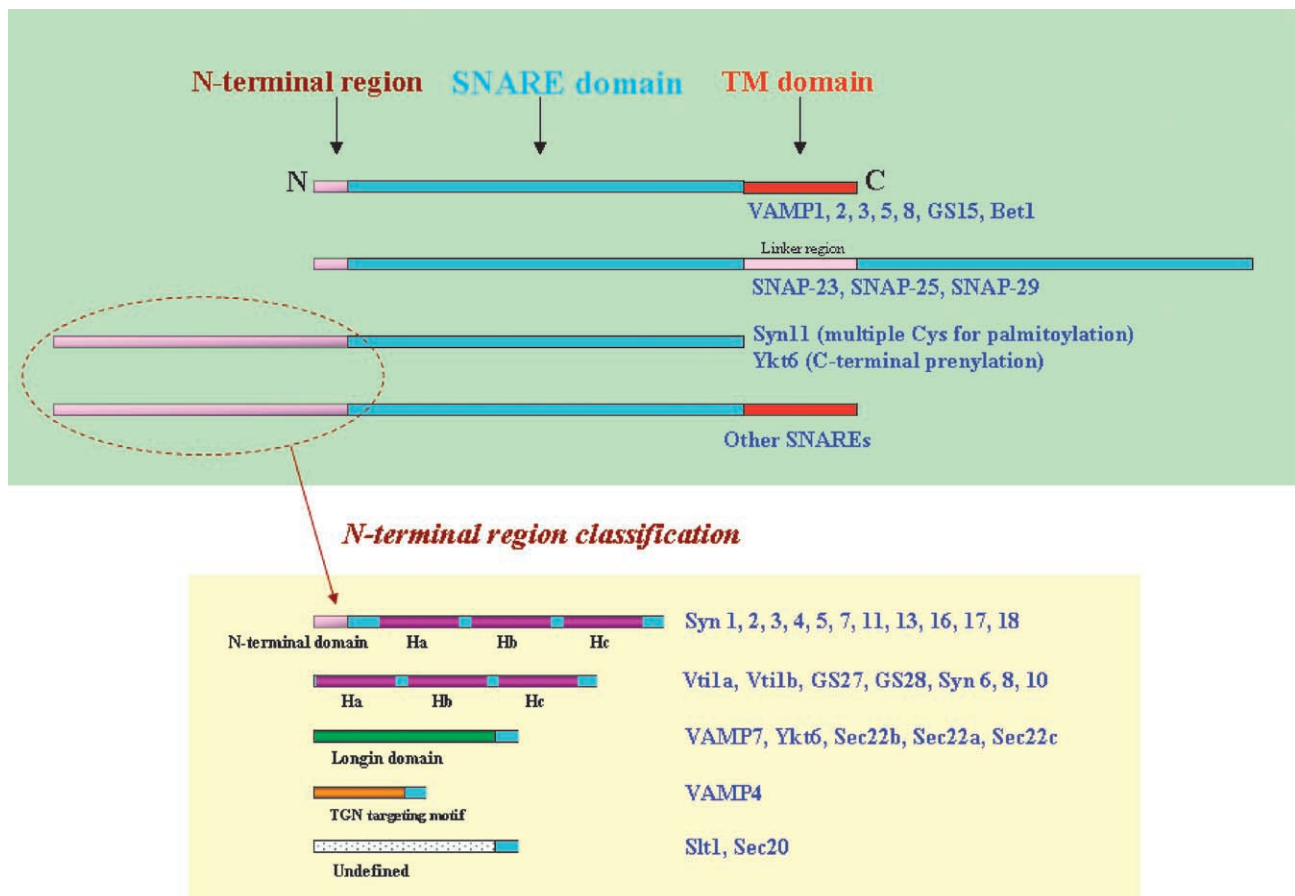 N-terminal region SNARE domain TM domain
N C
VAMP1, 2, 3, 5, 8, GS15, Bet1
Linker region
SNAP-23, SNAP-25, SNAP-29
Syn11 (multiple Cys for palmitoylation)
Ykt6 (C-terminal prenylation)
Other SNAREs
N-terminal region classification
Syn 1, 2, 3, 4, 5, 7, 11, 13, 16, 17, 18
N-terminal domain Ha Hb Hc
Vti1a, Vti1b, GS27, GS28, Syn 6, 8, 10
Ha Hb Hc
VAMP7, Ykt6, Sec22b, Sec22a, Sec22c
Longin domain
VAMP4
TGN targeting motif
Slt1, Sec20
Undefined